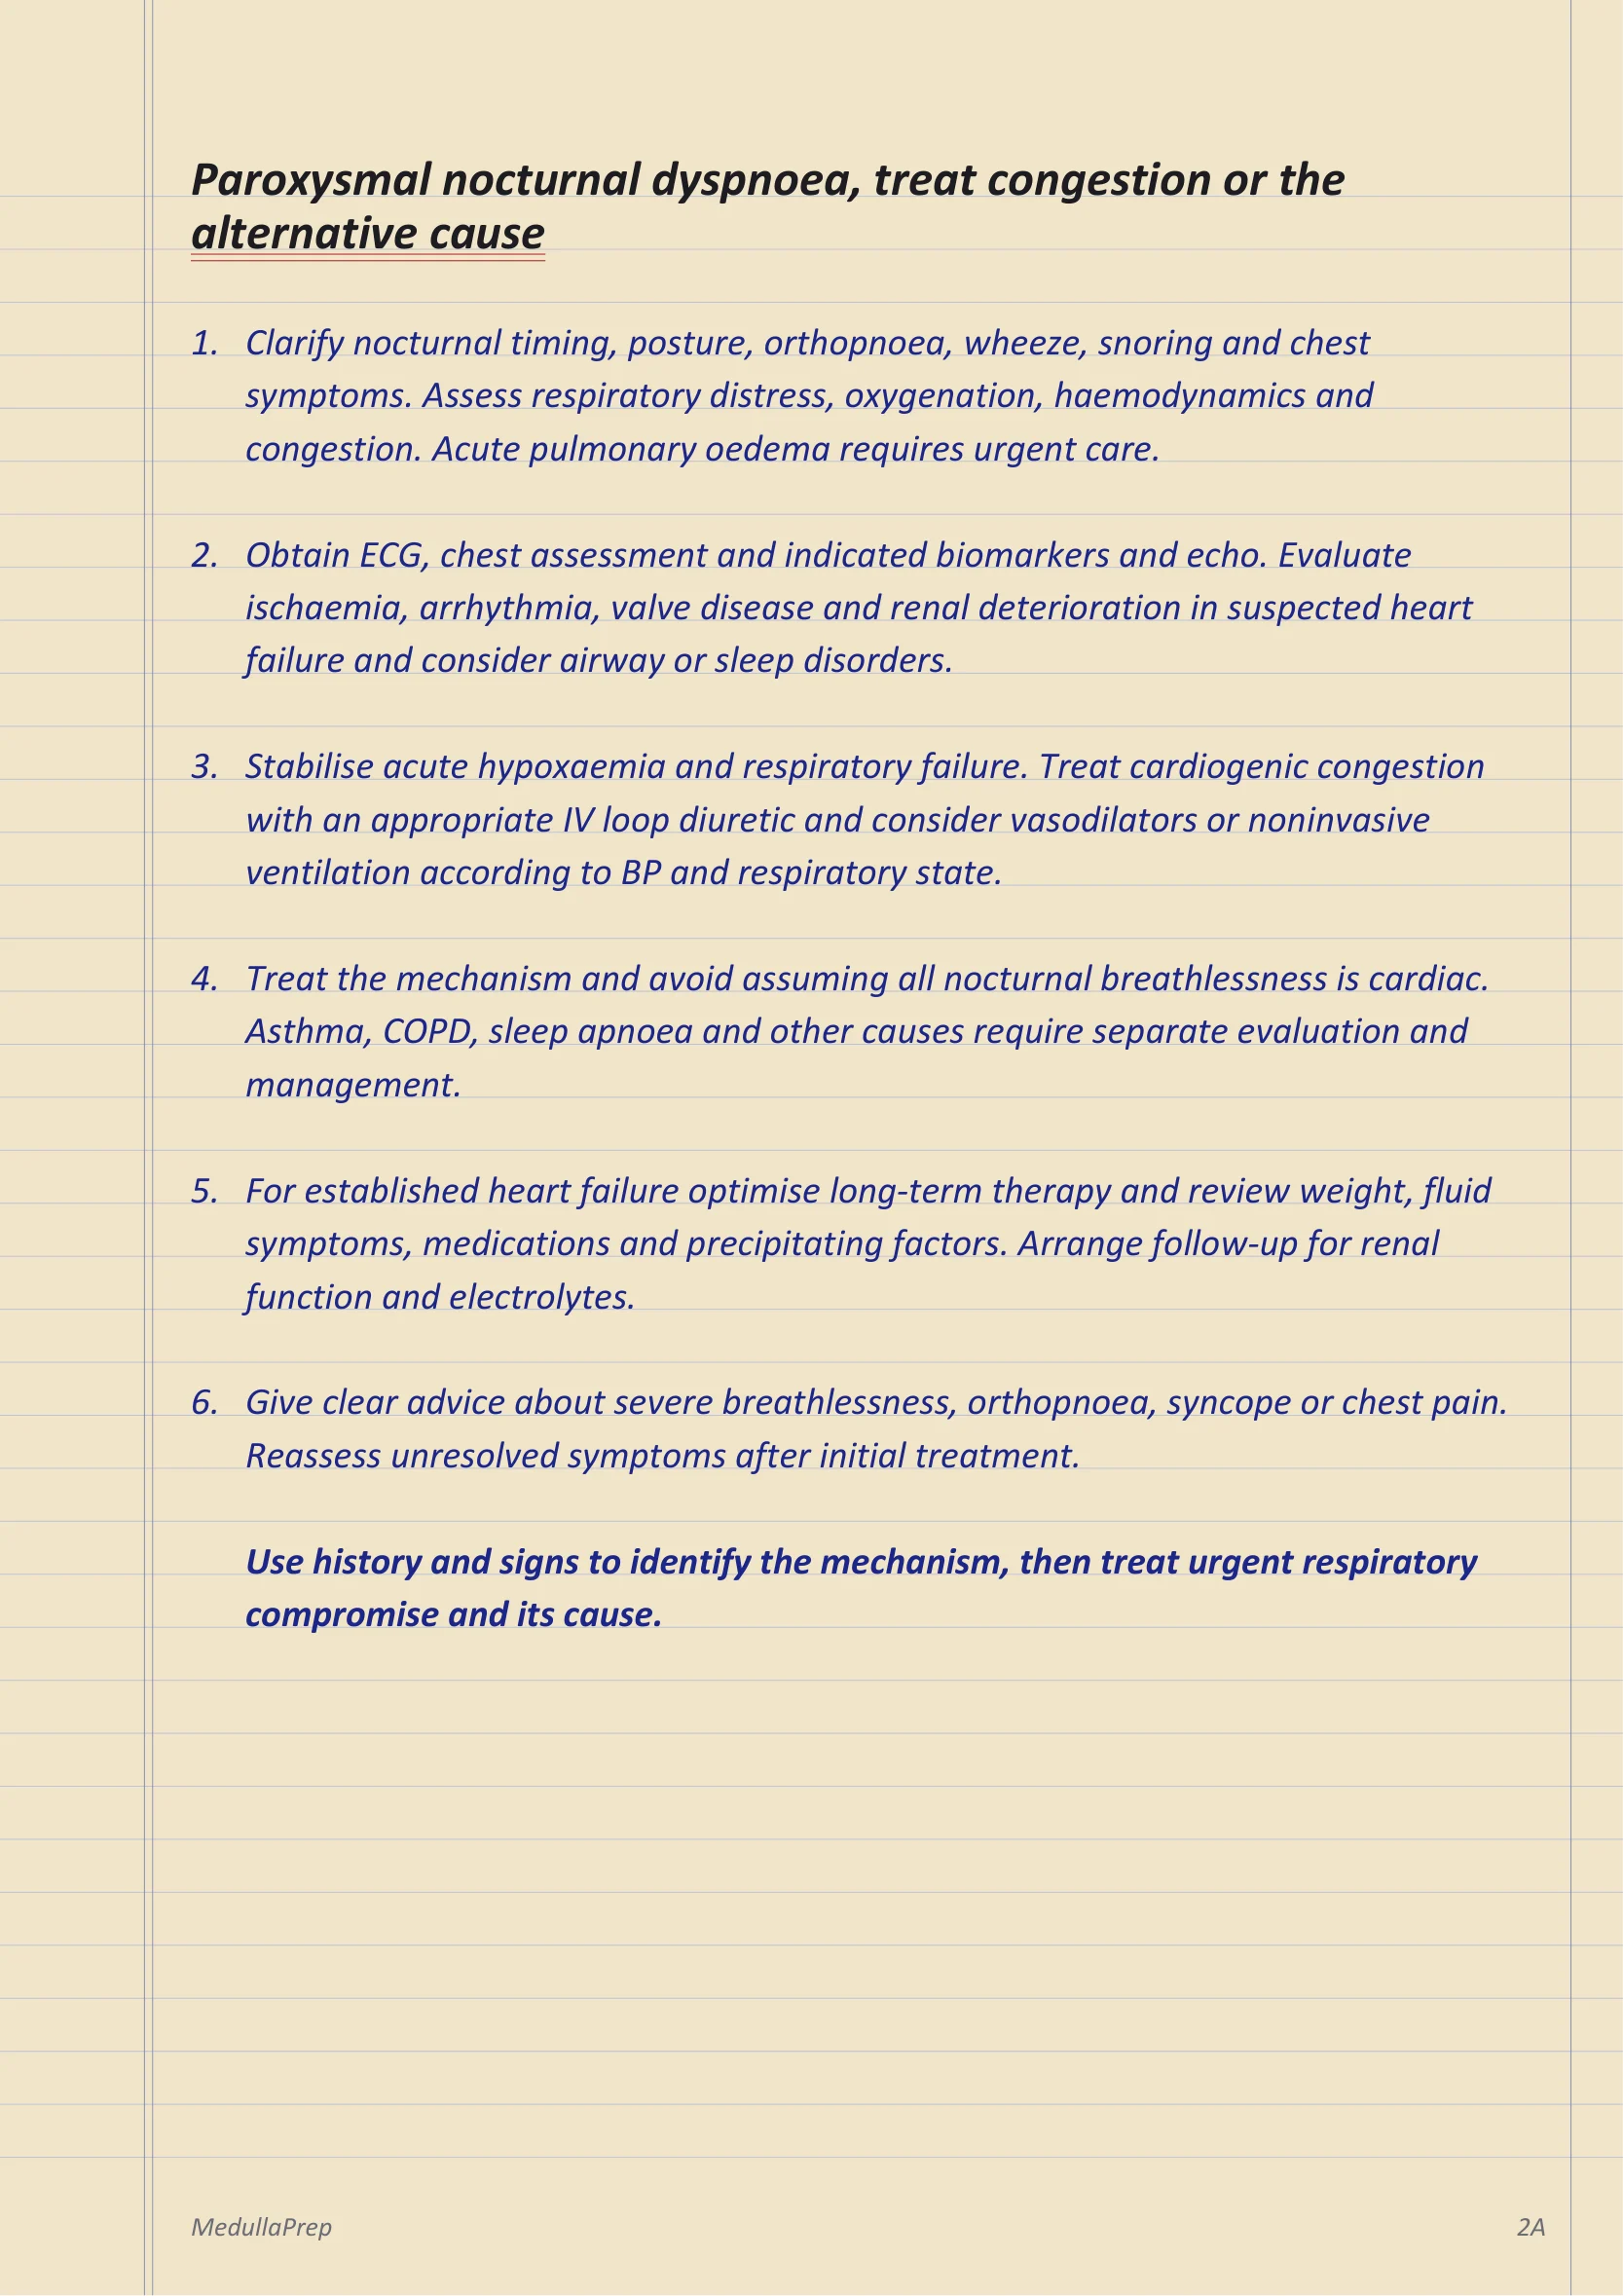 Paroxysmal nocturnal dyspnoea, treat congestion or the
alternative cause
1. Clarify nocturnal timing, posture, orthopnoea, wheeze, snoring and chest
symptoms. Assess respiratory distress, oxygenation, haemodynamics and
congestion. Acute pulmonary oedema requires urgent care.
2. Obtain ECG, chest assessment and indicated biomarkers and echo. Evaluate
ischaemia, arrhythmia, valve disease and renal deterioration in suspected heart
failure and consider airway or sleep disorders.
3. Stabilise acute hypoxaemia and respiratory failure. Treat cardiogenic congestion
with an appropriate IV loop diuretic and consider vasodilators or noninvasive
ventilation according to BP and respiratory state.
4. Treat the mechanism and avoid assuming all nocturnal breathlessness is cardiac.
Asthma, COPD, sleep apnoea and other causes require separate evaluation and
management.
5. For established heart failure optimise long-term therapy and review weight, fluid
symptoms, medications and precipitating factors. Arrange follow-up for renal
function and electrolytes.
6. Give clear advice about severe breathlessness, orthopnoea, syncope or chest pain.
Reassess unresolved symptoms after initial treatment.
Use history and signs to identify the mechanism, then treat urgent respiratory
compromise and its cause.
MedullaPrep
2A